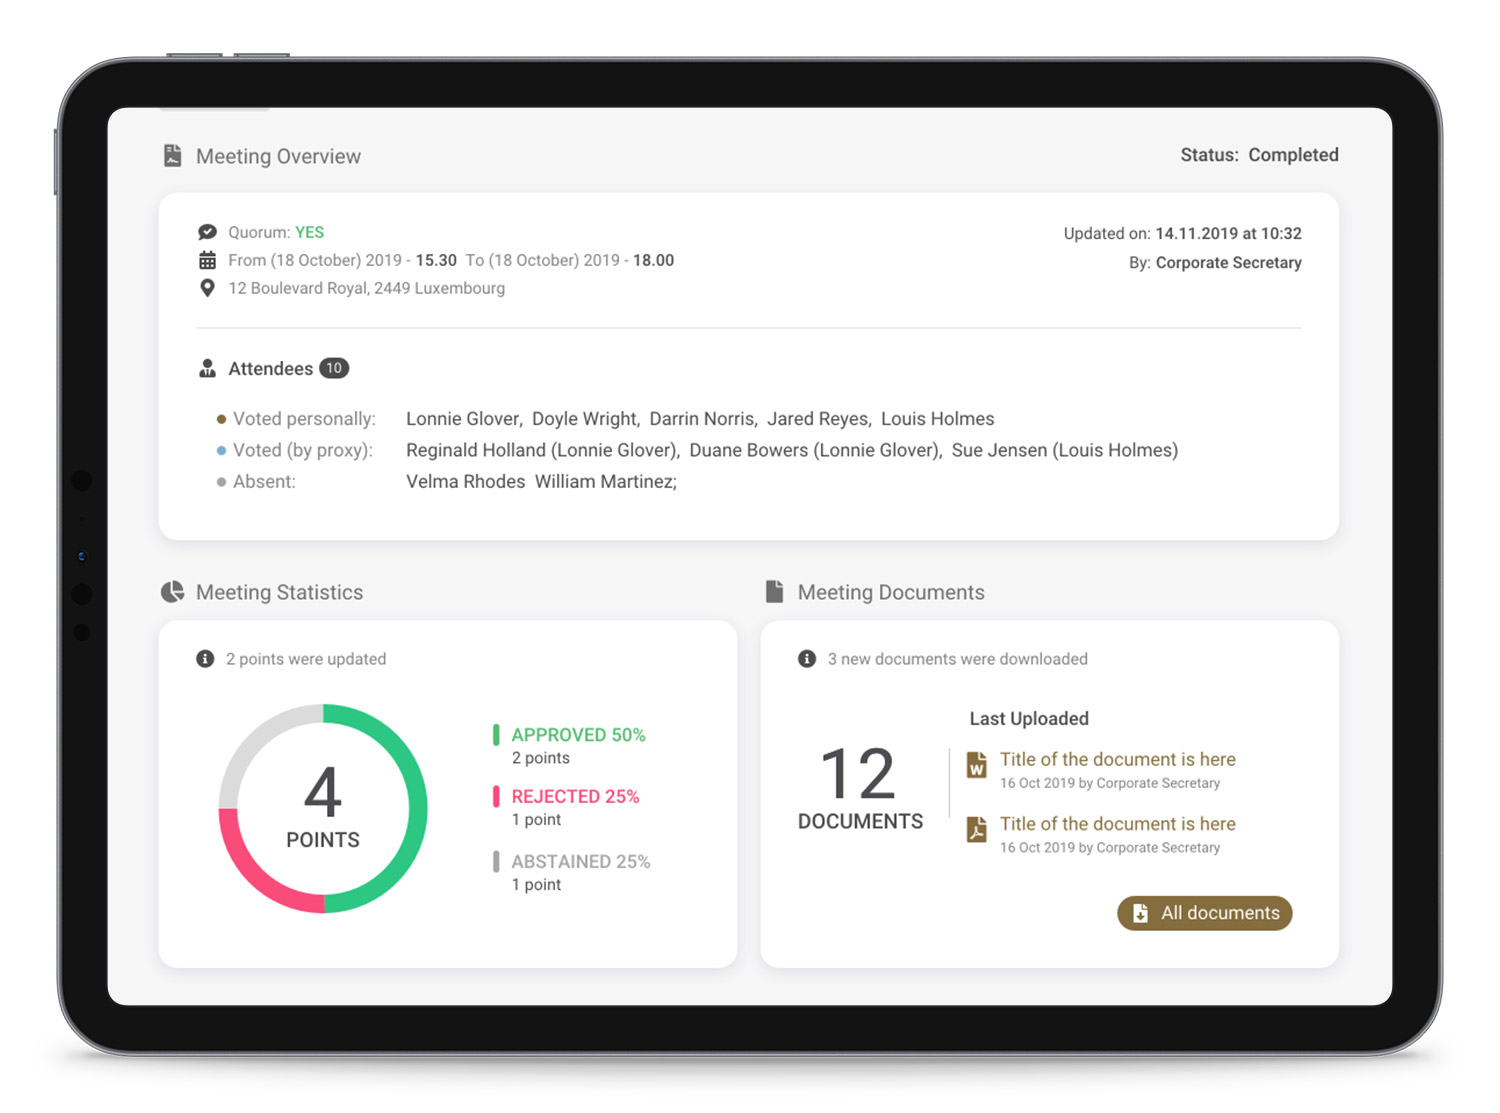 Meeting Overview
Status: Completed
Quorum: YES
From (18 October) 2019 - 15.30 To (18 October) 2019 - 18.00
12 Boulevard Royal, 2449 Luxembourg
Updated on: 14.11.2019 at 10:32
By: Corporate Secretary
Attendees 10
Voted personally: Lonnie Glover, Doyle Wright, Darrin Norris, Jared Reyes, Louis Holmes
Voted (by proxy): Reginald Holland (Lonnie Glover), Duane Bowers (Lonnie Glover), Sue Jensen (Louis Holmes)
Absent: Velma Rhodes William Martinez;
Meeting Statistics
2 points were updated
4
POINTS
APPROVED 50%
2 points
REJECTED 25%
1 point
ABSTAINED 25%
1 point
Meeting Documents
3 new documents were downloaded
12
DOCUMENTS
Last Uploaded
W
Title of the document is here
16 Oct 2019 by Corporate Secretary
Title of the document is here
16 Oct 2019 by Corporate Secretary
All documents